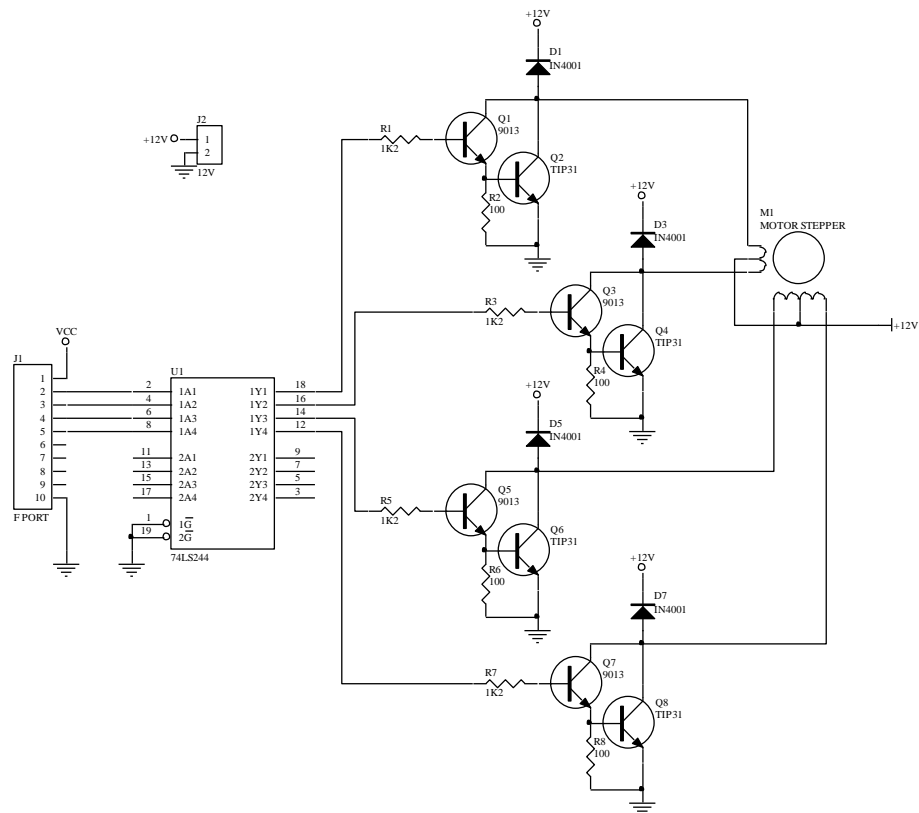 +12V
D1
IN4001
J2
+12V
1
2
12V
R1
1K2
Q1
9013
Q2
TIP31
R2
100
+12V
D3
IN4001
M1
MOTOR STEPPER
R3
1K2
Q3
9013
Q4
TIP31
R4
100
+12V
VCC
J1
1
2
3
4
5
6
7
8
9
10
F PORT
U1
2 1A1 1Y1 18
4 1A2 1Y2 16
6 1A3 1Y3 14
8 1A4 1Y4 12
11 2A1 2Y1 9
13 2A2 2Y2 7
15 2A3 2Y3 5
17 2A4 2Y4 3
1 1G
19 2G
74LS244
+12V
D5
IN4001
R5
1K2
Q5
9013
Q6
TIP31
R6
100
+12V
D7
IN4001
R7
1K2
Q7
9013
Q8
TIP31
R8
100